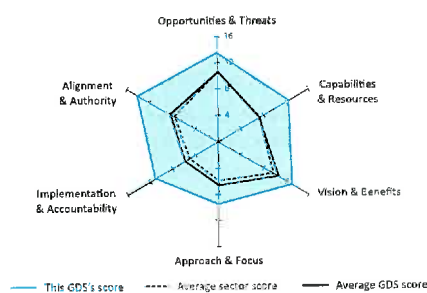 Opportunities & Threats
16
8
4
Alignment
& Authority
Capabilities
& Resources
Implementation
& Accountability
Vision & Benefits
Approach & Focus
This GDS's score
Average sector score
Average GDS score